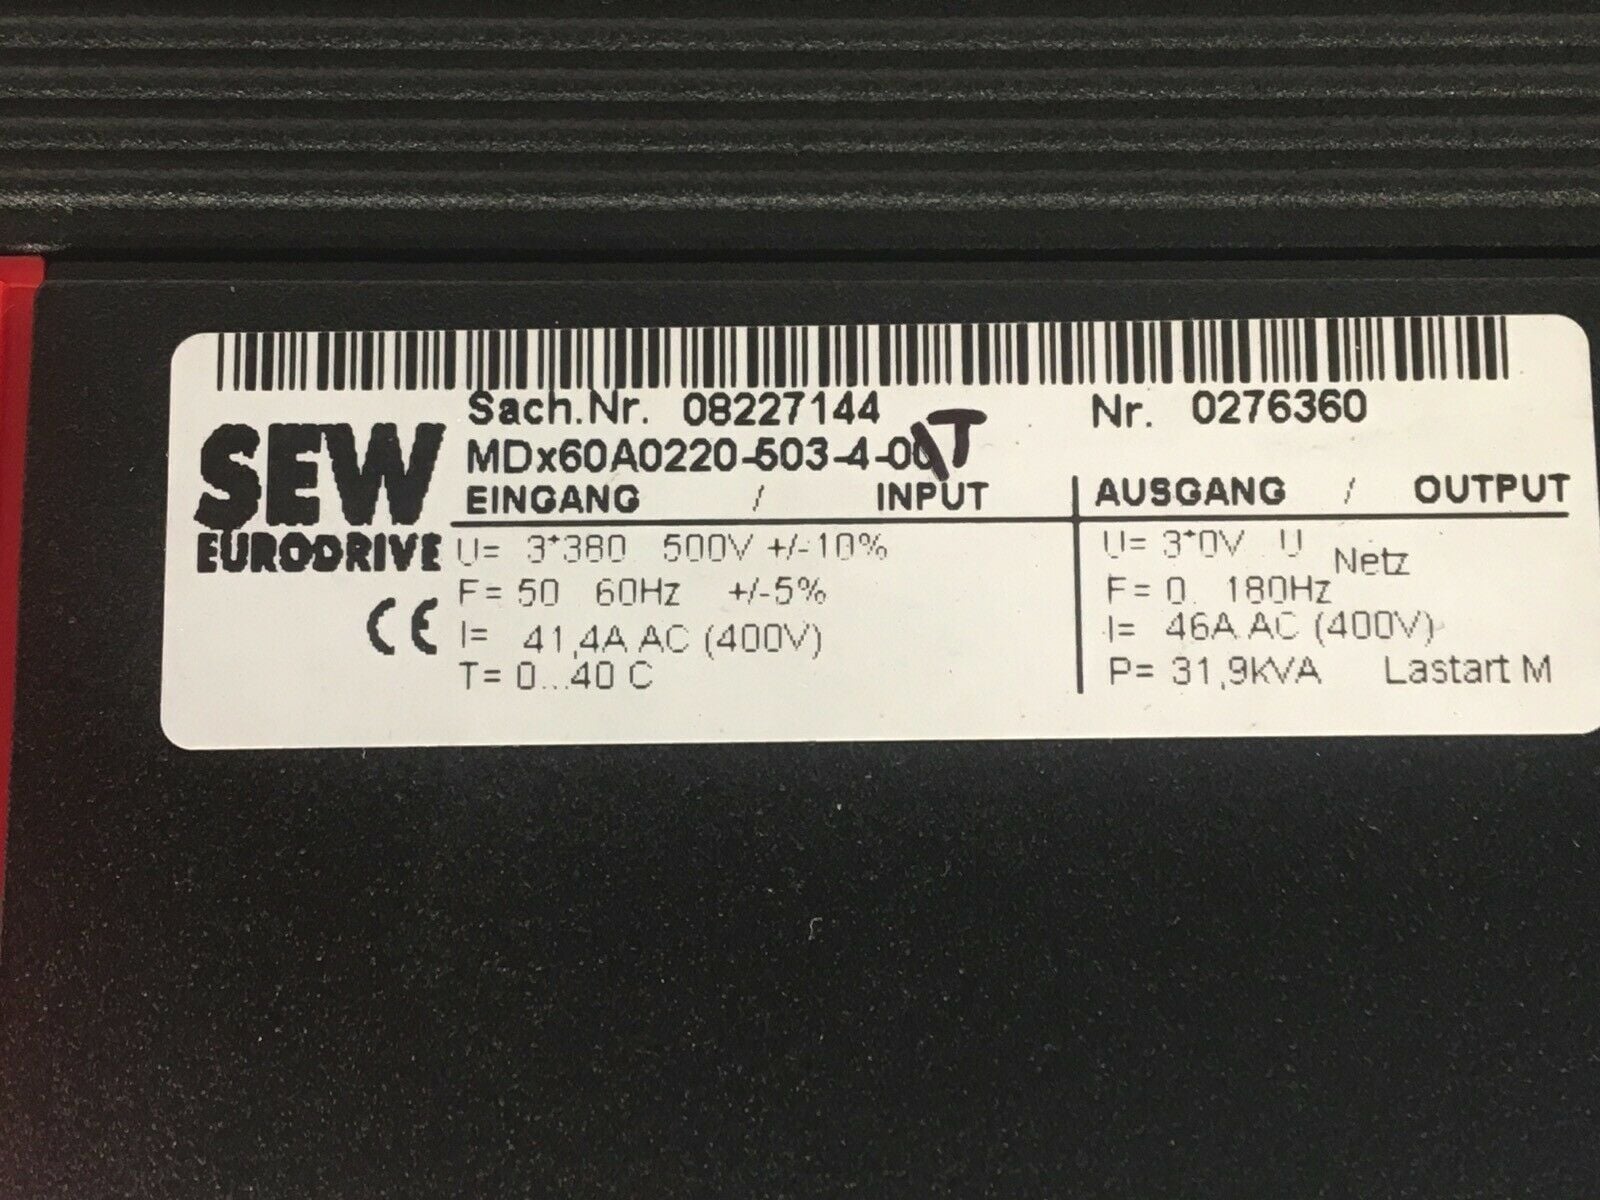 Sach.Nr. 08227144 Nr. 0276360
MDx60A0220-503-4-0\T
SEW
EURODRIVE
CE
EINGANG / INPUT
U= 3*380 500V +/-10%
F= 50 60Hz +/-5%
I= 41,4A AC (400V)
T= 0...40 C
AUSGANG / OUTPUT
U= 3*0V U Netz
F= 0 180Hz
I= 46A AC (400V)
P= 31,9KVA Lastart M